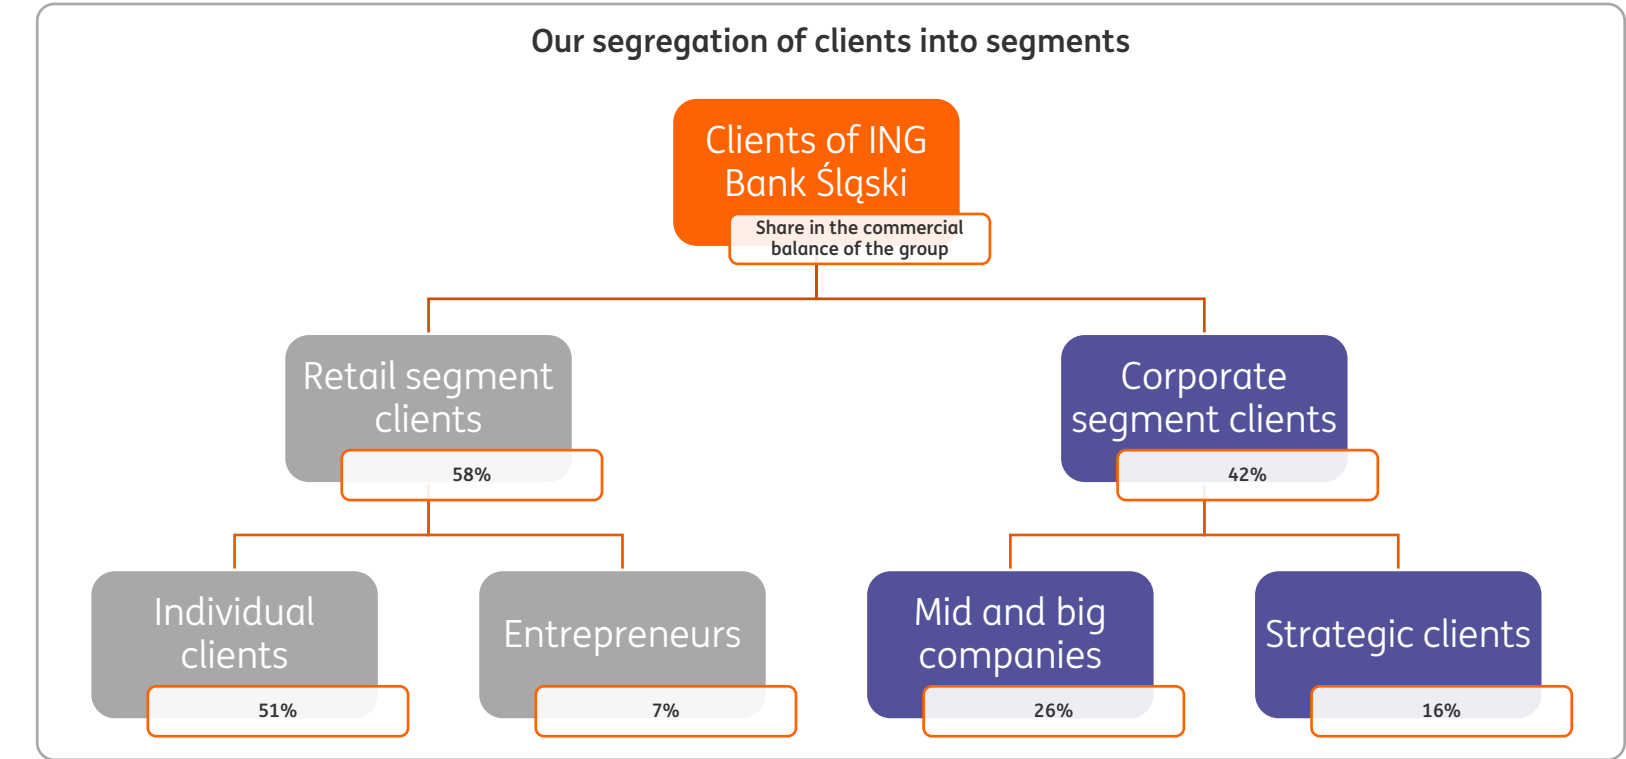 Our segregation of clients into segments
Clients of ING
Bank Śląski
Share in the commercial
balance of the group
Retail segment
clients
58%
Corporate
segment clients
42%
Individual
clients
51%
Entrepreneurs
7%
Mid and big
companies
26%
Strategic clients
16%